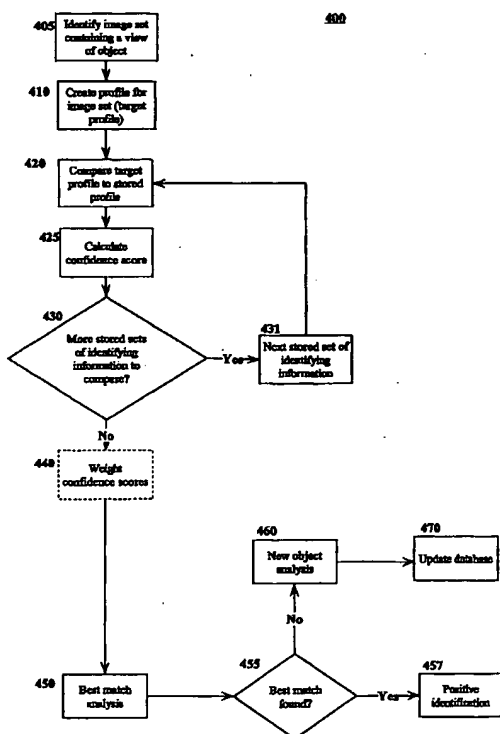 400
405
Identify image set
containing a view
of object
410
Create profile for
image set (target
profile)
420
Compare target
profile to stored
profile
425
Calculate
confidence score
430
More stored sets
of identifying
information to
compare?
Yes
431
Next stored set of
identifying
information
No
440
Weight
confidence scores
460
New object
analysis
470
Update database
No
450
Best match
analysis
455
Best match
found?
Yes
457
Positive
identification